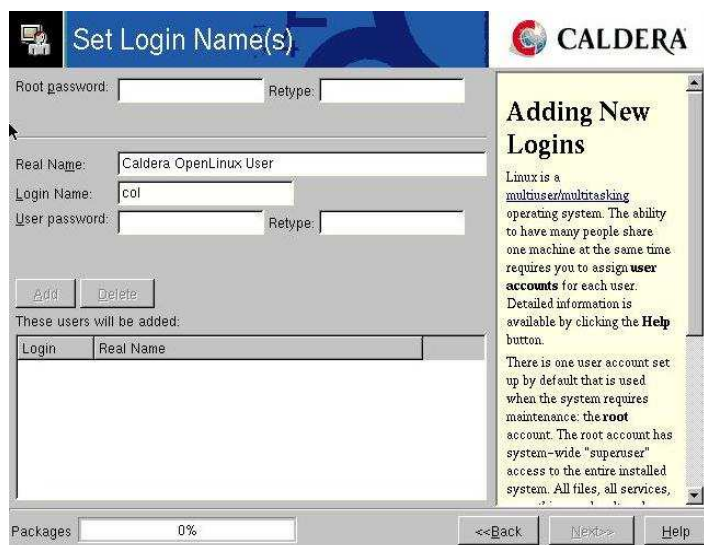 Set Login Name(s)
CALDERA
Root password:
Retype:
Real Name: Caldera OpenLinux User
Login Name: col
User password:
Retype:
Add Delete
These users will be added:
Login Real Name
Adding New
Logins
Linux is a
multiuser/multitasking
operating system. The ability
to have many people share
one machine at the same time
requires you to assign user
accounts for each user.
Detailed information is
available by clicking the Help
button.
There is one user account set
up by default that is used
when the system requires
maintenance: the root
account. The root account has
system-wide "superuser"
access to the entire installed
system. All files, all services,
Packages 0%
<<Back Next>> Help